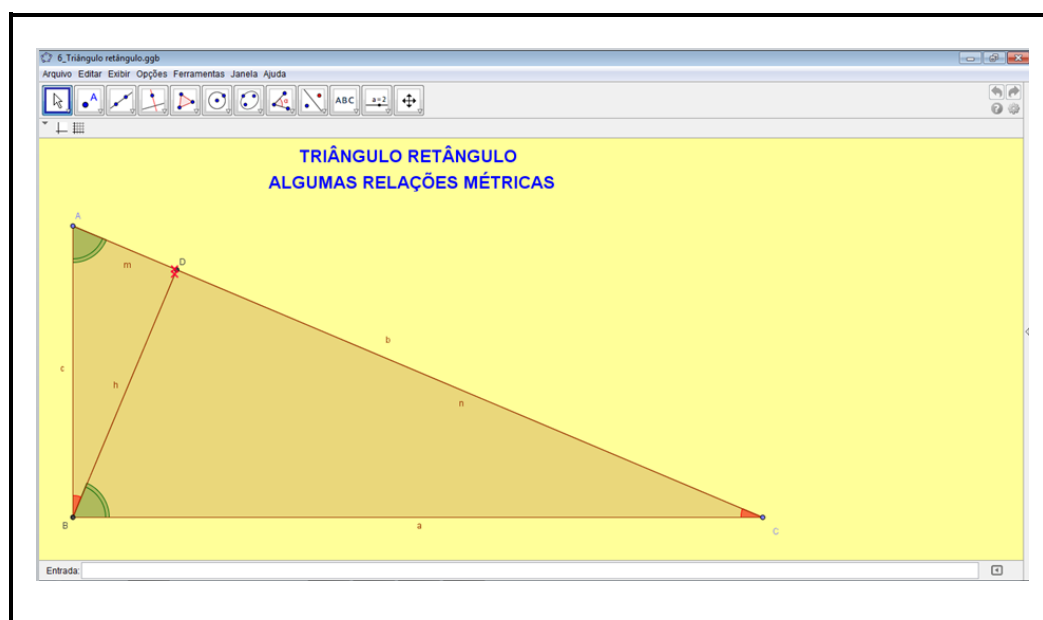 6_Triângulo retângulo.ggb
Arquivo Editar Exibir Opções Ferramentas Janela Ajuda
A
α
ABC
a=2
TRIÂNGULO RETÂNGULO
ALGUMAS RELAÇÕES MÉTRICAS
A
m
D
b
c
h
n
B
a
C
Entrada: